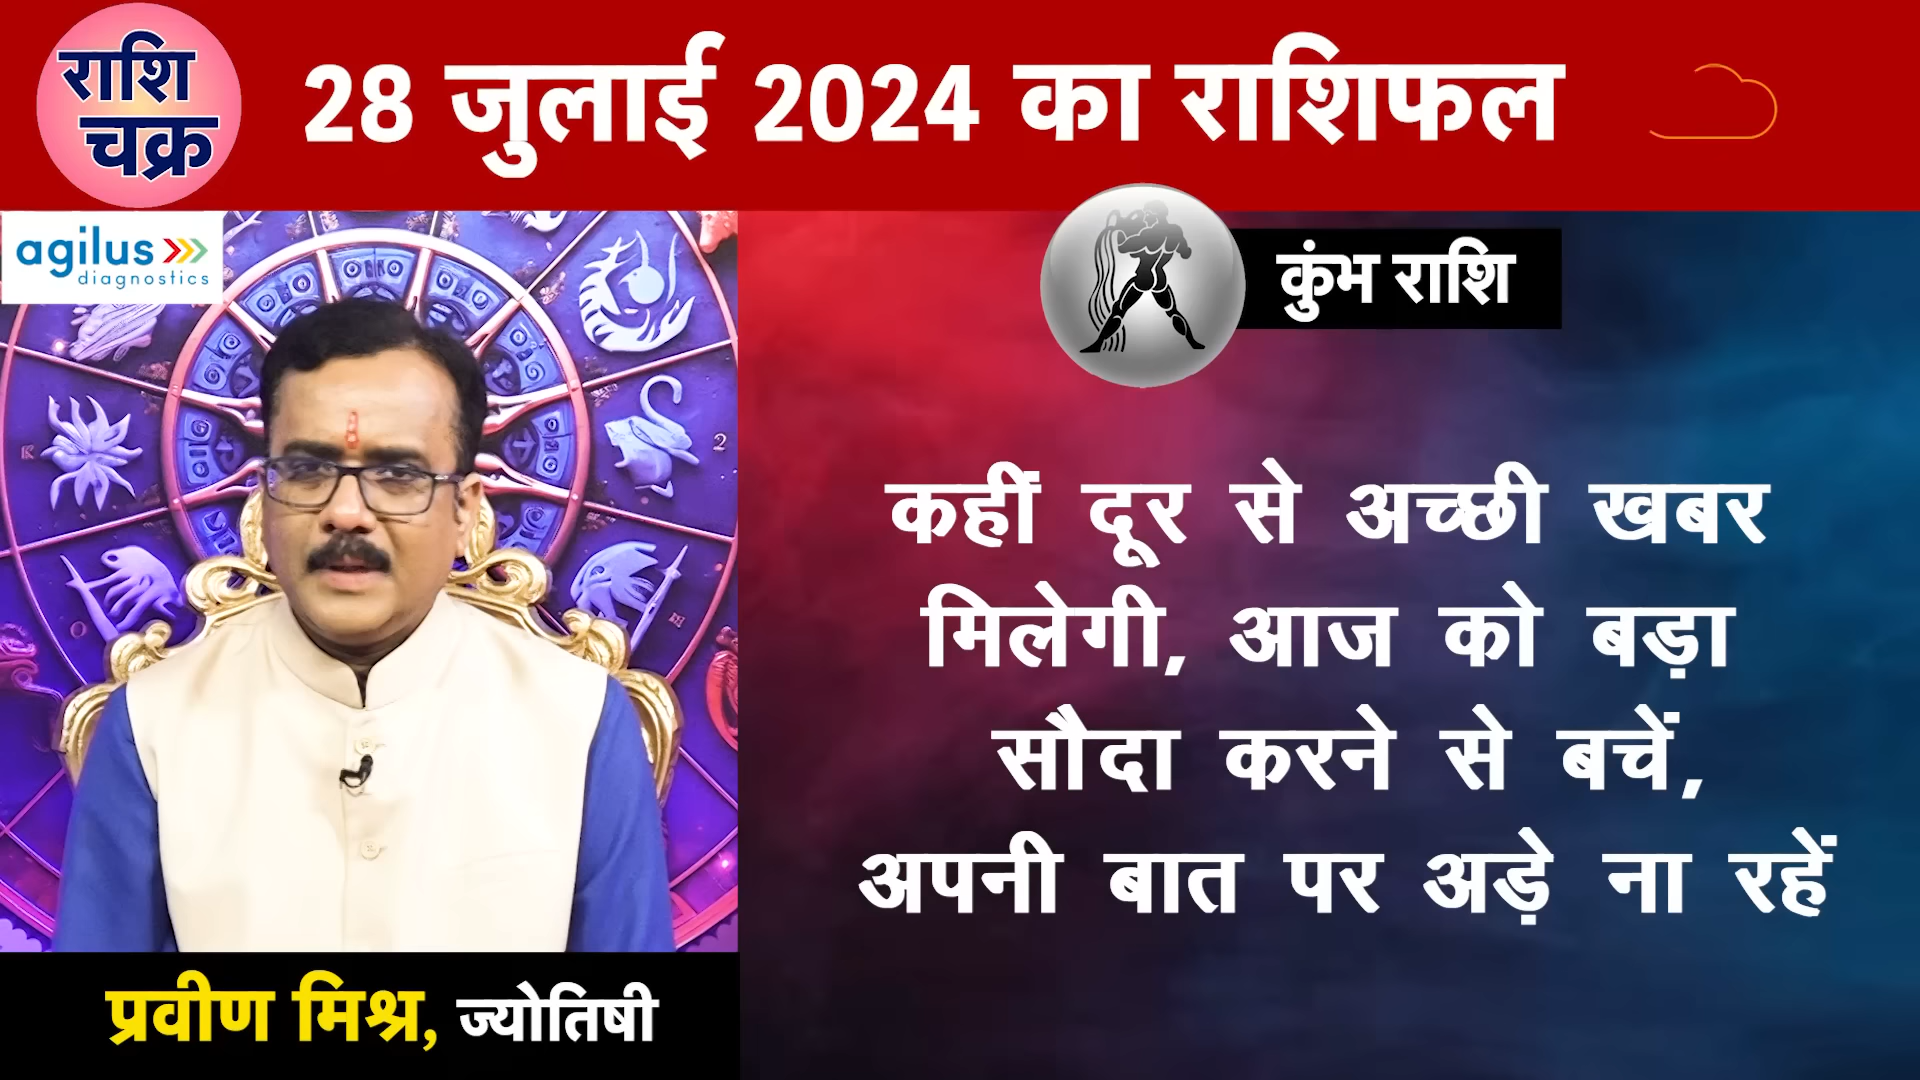 राशि
चक्र
28 जुलाई 2024 का राशिफल
agilus
diagnostics
कुंभ राशि
कहीं दूर से अच्छी खबर
मिलेगी, आज को बड़ा
सौदा करने से बचें,
अपनी बात पर अड़े ना रहें
प्रवीण मिश्र, ज्योतिषी